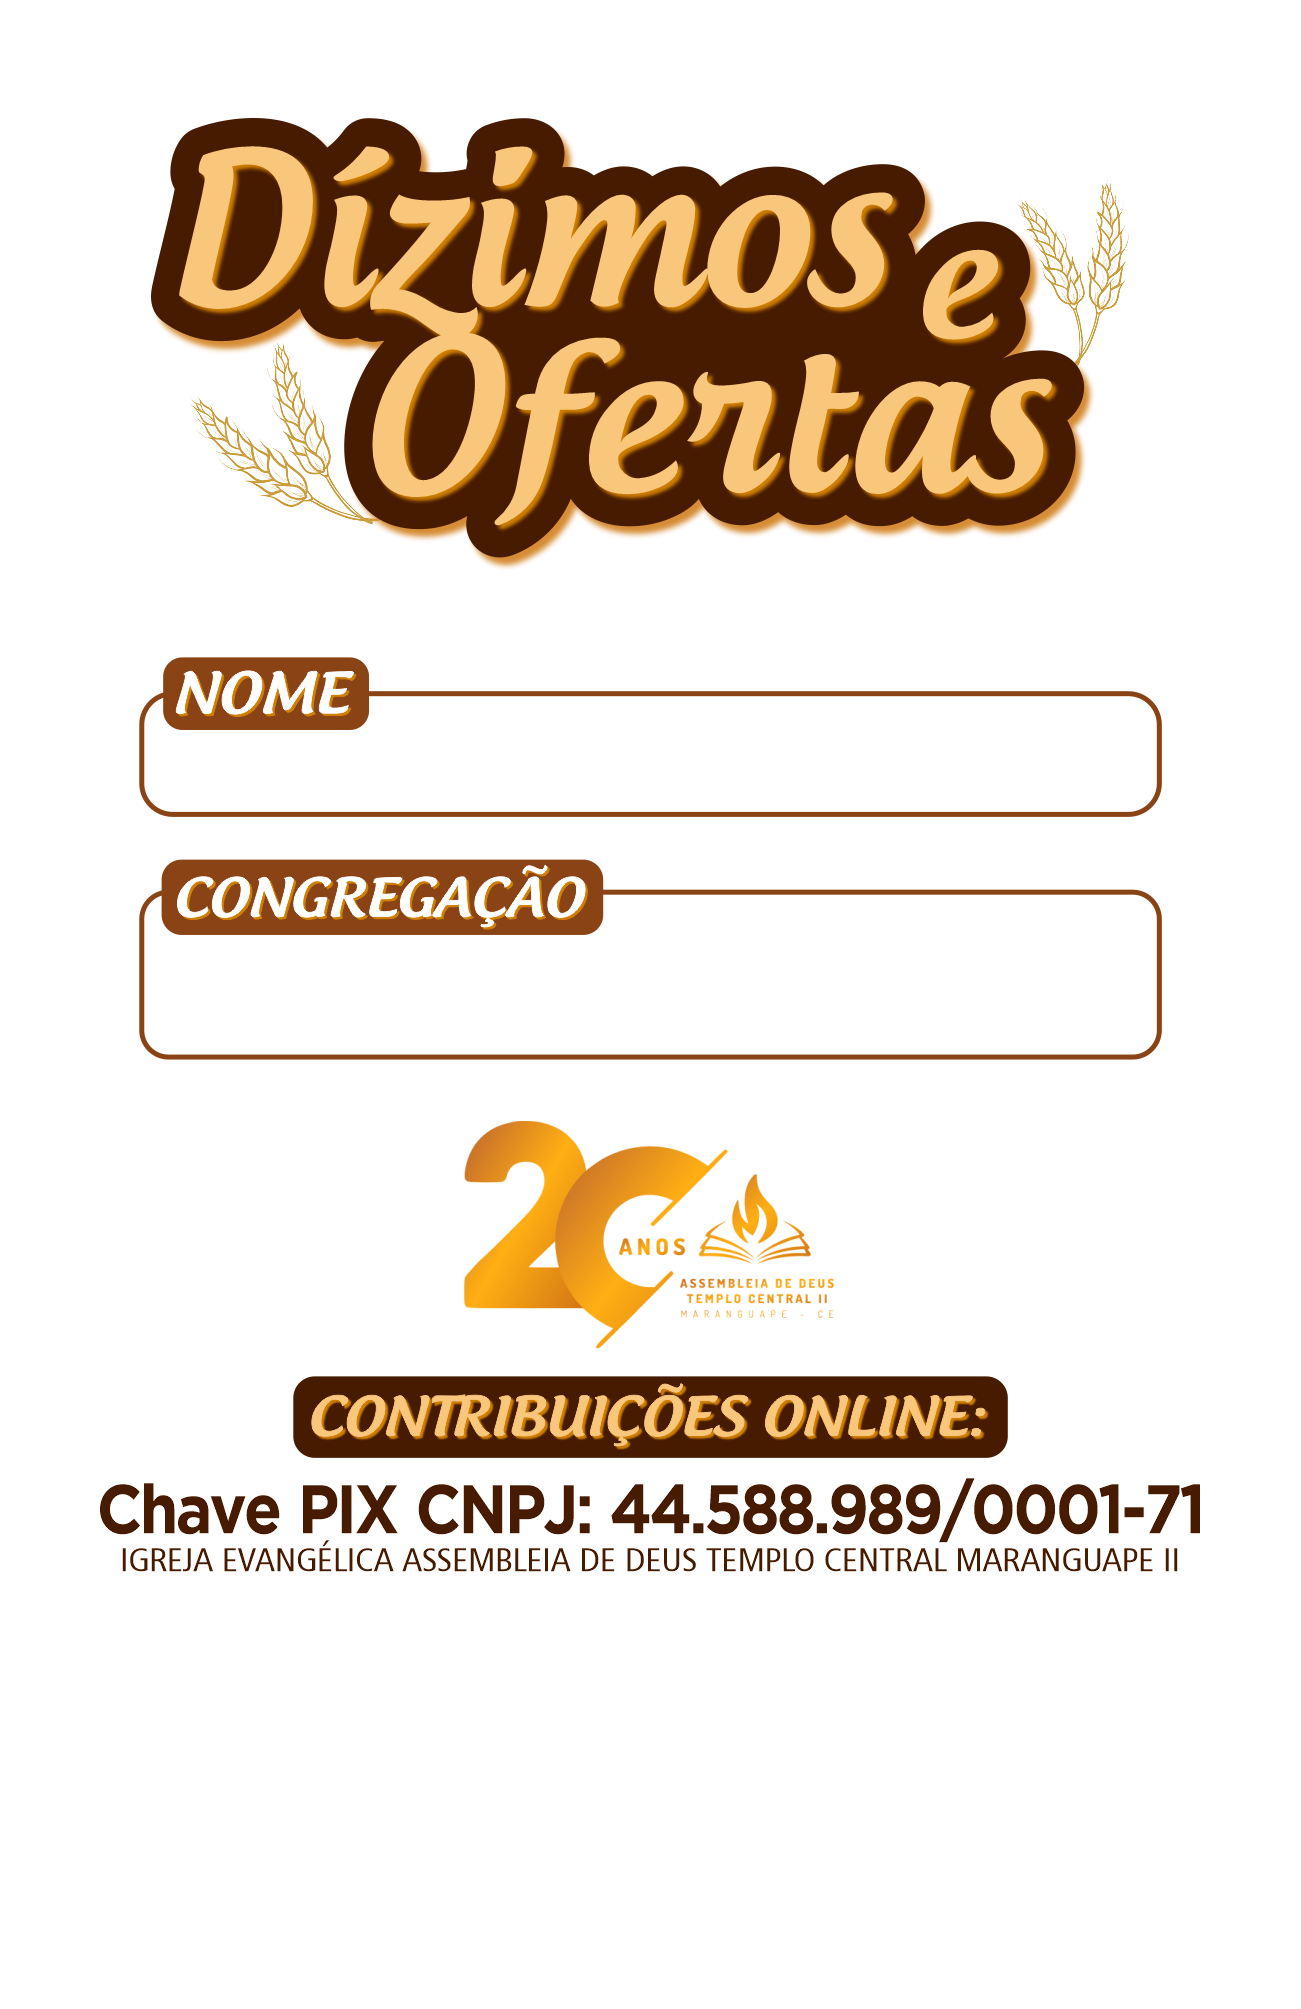 Dízimos e
Ofertas
NOME
CONGREGAÇÃO
20
ANOS
ASSEMBLEIA DE DEUS
TEMPLO CENTRAL II
MARANGUAPE - CE
CONTRIBUIÇÕES ONLINE:
Chave PIX CNPJ: 44.588.989/0001-71
IGREJA EVANGÉLICA ASSEMBLEIA DE DEUS TEMPLO CENTRAL MARANGUAPE II